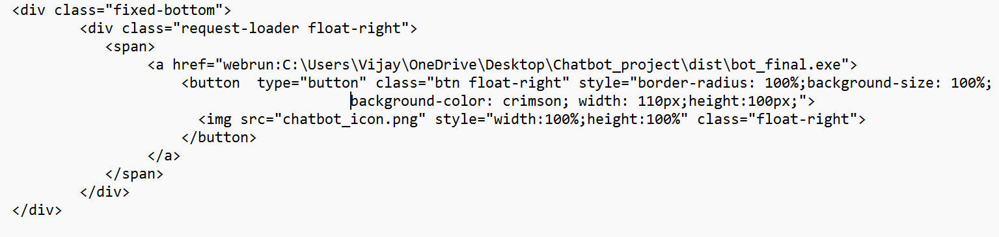 <div class="fixed-bottom">
<div class="request-loader float-right">
<span>
<a href="webrun:C:\Users\Vijay\OneDrive\Desktop\Chatbot_project\dist\bot_final.exe">
<button  type="button" class="btn float-right" style="border-radius: 100%;background-size: 100%;
background-color: crimson; width: 110px;height:100px;">
<img src="chatbot_icon.png" style="width:100%;height:100%" class="float-right">
</button>
</a>
</span>
</div>
</div>